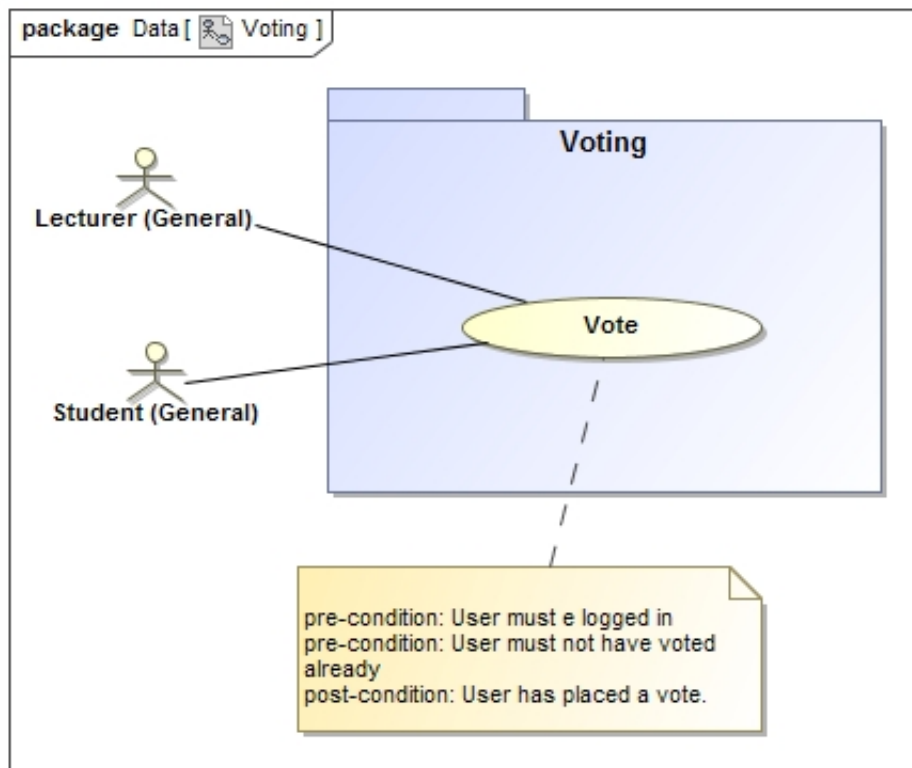 package Data [ Voting ]
Voting
Lecturer (General)
Vote
Student (General)
pre-condition: User must e logged in
pre-condition: User must not have voted
already
post-condition: User has placed a vote.